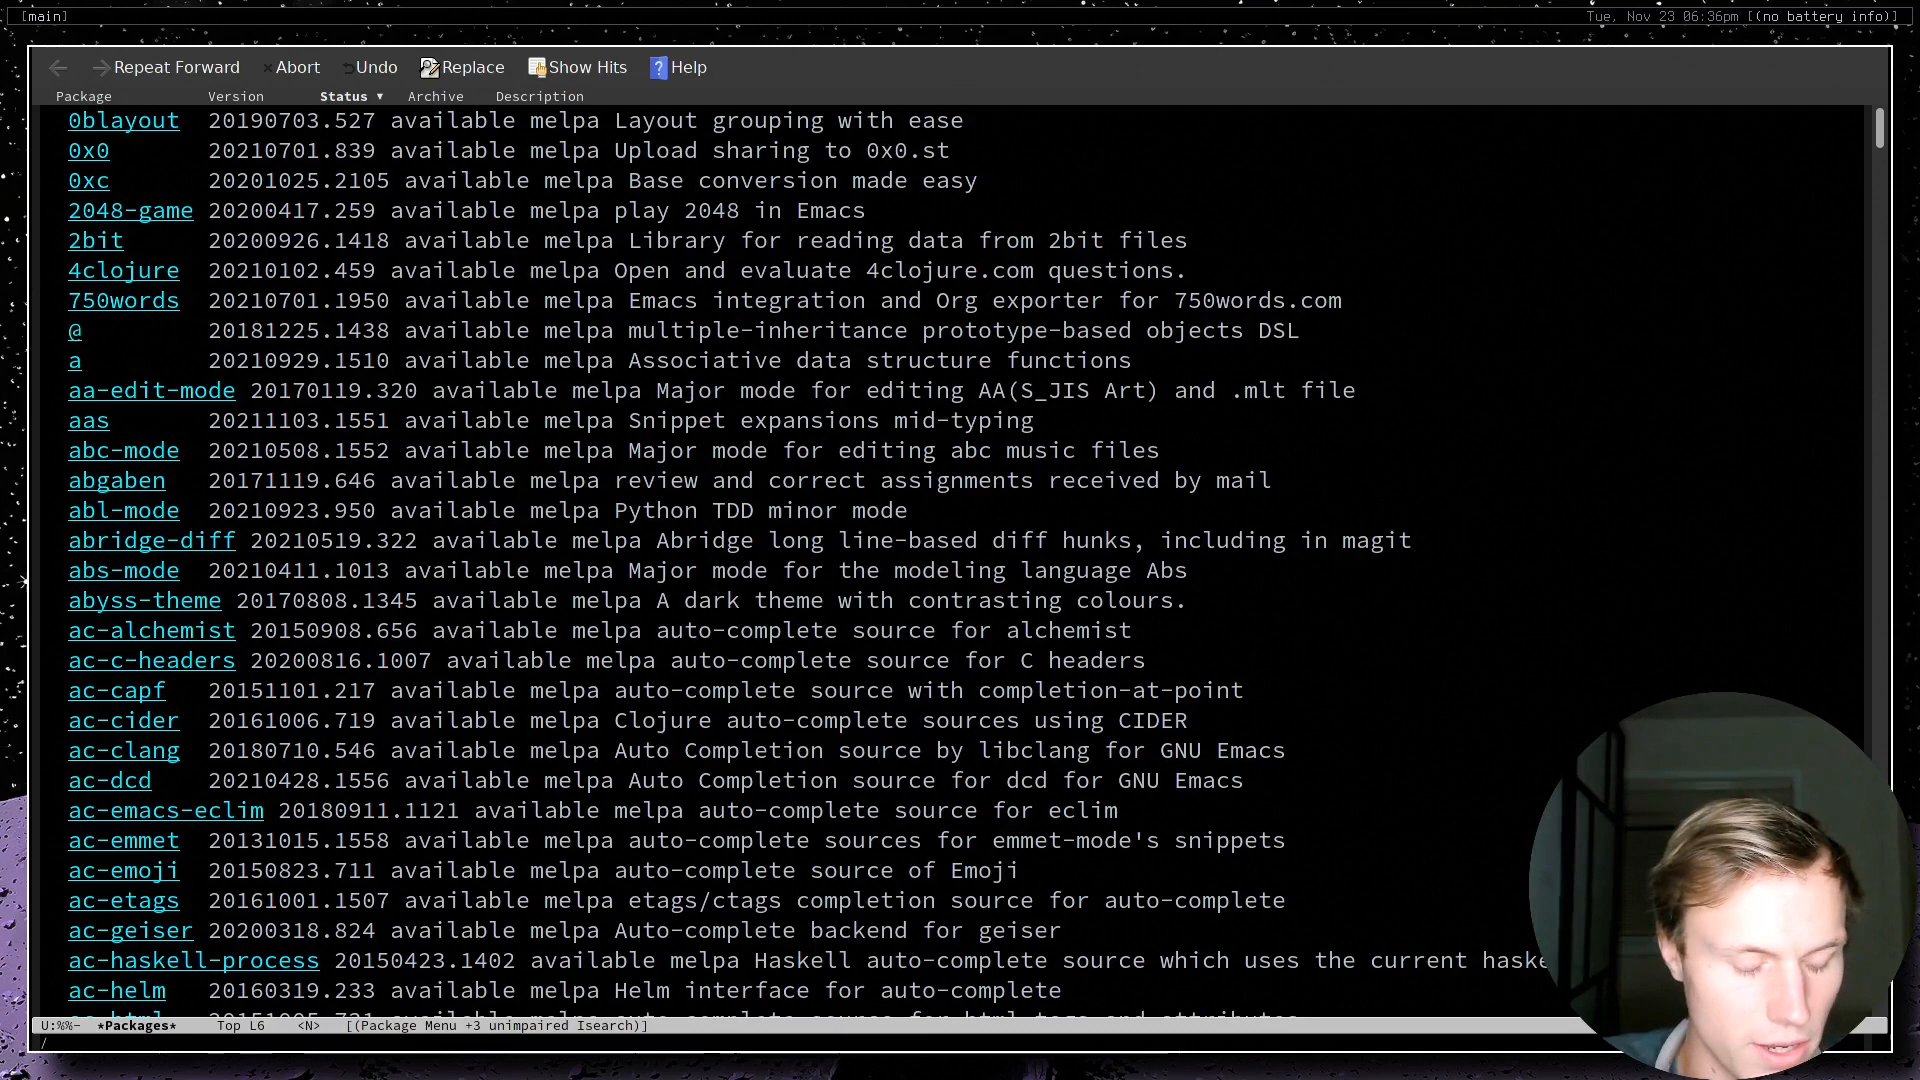 [main] Tue, Nov 23 06:36pm [(no battery info)]
Repeat Forward Abort Undo Replace Show Hits ? Help
Package Version Status ▼ Archive Description
0blayout 20190703.527 available melpa Layout grouping with ease
0x0 20210701.839 available melpa Upload sharing to 0x0.st
0xc 20201025.2105 available melpa Base conversion made easy
2048-game 20200417.259 available melpa play 2048 in Emacs
2bit 20200926.1418 available melpa Library for reading data from 2bit files
4clojure 20210102.459 available melpa Open and evaluate 4clojure.com questions.
750words 20210701.1950 available melpa Emacs integration and Org exporter for 750words.com
@ 20181225.1438 available melpa multiple-inheritance prototype-based objects DSL
a 20210929.1510 available melpa Associative data structure functions
aa-edit-mode 20170119.320 available melpa Major mode for editing AA(S_JIS Art) and .mlt file
aas 20211103.1551 available melpa Snippet expansions mid-typing
abc-mode 20210508.1552 available melpa Major mode for editing abc music files
abgaben 20171119.646 available melpa review and correct assignments received by mail
abl-mode 20210923.950 available melpa Python TDD minor mode
abridge-diff 20210519.322 available melpa Abridge long line-based diff hunks, including in magit
abs-mode 20210411.1013 available melpa Major mode for the modeling language Abs
abyss-theme 20170808.1345 available melpa A dark theme with contrasting colours.
ac-alchemist 20150908.656 available melpa auto-complete source for alchemist
ac-c-headers 20200816.1007 available melpa auto-complete source for C headers
ac-capf 20151101.217 available melpa auto-complete source with completion-at-point
ac-cider 20161006.719 available melpa Clojure auto-complete sources using CIDER
ac-clang 20180710.546 available melpa Auto Completion source by libclang for GNU Emacs
ac-dcd 20210428.1556 available melpa Auto Completion source for dcd for GNU Emacs
ac-emacs-eclim 20180911.1121 available melpa auto-complete source for eclim
ac-emmet 20131015.1558 available melpa auto-complete sources for emmet-mode's snippets
ac-emoji 20150823.711 available melpa auto-complete source of Emoji
ac-etags 20161001.1507 available melpa etags/ctags completion source for auto-complete
ac-geiser 20200318.824 available melpa Auto-complete backend for geiser
ac-haskell-process 20150423.1402 available melpa Haskell auto-complete source which uses the current haske
ac-helm 20160319.233 available melpa Helm interface for auto-complete
U:%%- *Packages* Top L6 <N> [(Package Menu +3 unimpaired Isearch)]
/